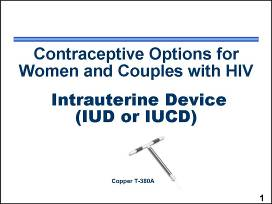 Contraceptive Options for
Women and Couples with HIV
Intrauterine Device
(IUD or IUCD)
Copper T-380A
1